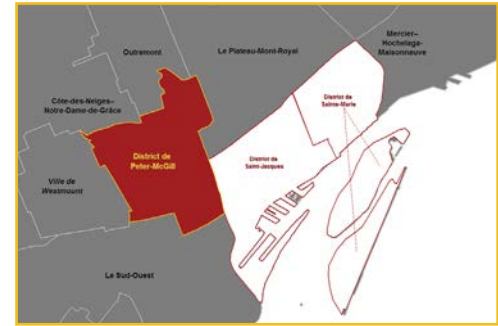 Mercier–
Hochelaga-
Maisonneuve
Outremont
Le Plateau-Mont-Royal
District de
Sainte-Marie
Côte-des-Neiges–
Notre-Dame-de-Grâce
District de
Peter-McGill
District de
Saint-Jacques
Ville de
Westmount
Le Sud-Ouest